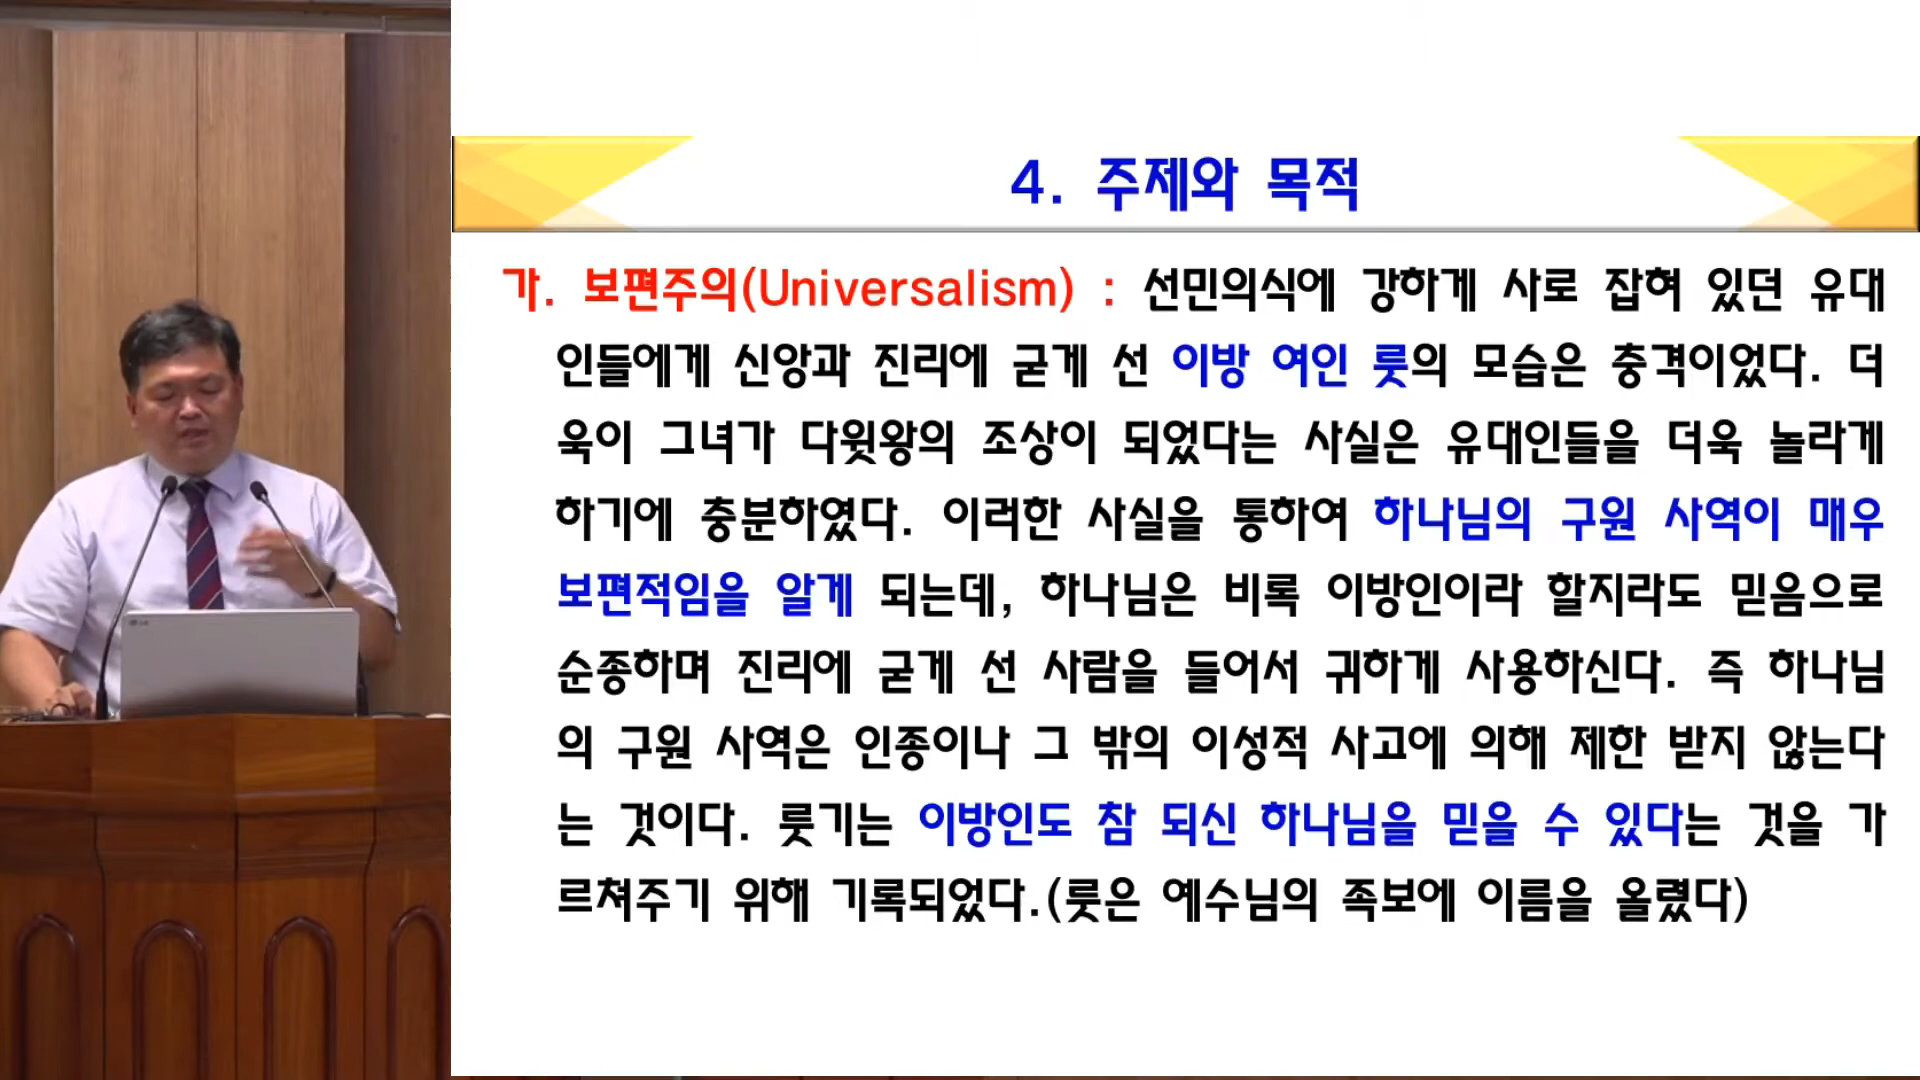 4. 주제와 목적
가. 보편주의(Universalism) : 선민의식에 강하게 사로 잡혀 있던 유대
인들에게 신앙과 진리에 굳게 선 이방 여인 룻의 모습은 충격이었다. 더
욱이 그녀가 다윗왕의 조상이 되었다는 사실은 유대인들을 더욱 놀라게
하기에 충분하였다. 이러한 사실을 통하여 하나님의 구원 사역이 매우
보편적임을 알게 되는데, 하나님은 비록 이방인이라 할지라도 믿음으로
순종하며 진리에 굳게 선 사람을 들어서 귀하게 사용하신다. 즉 하나님
의 구원 사역은 인종이나 그 밖의 이성적 사고에 의해 제한 받지 않는다
는 것이다. 룻기는 이방인도 참 되신 하나님을 믿을 수 있다는 것을 가
르쳐주기 위해 기록되었다.(룻은 예수님의 족보에 이름을 올렸다)